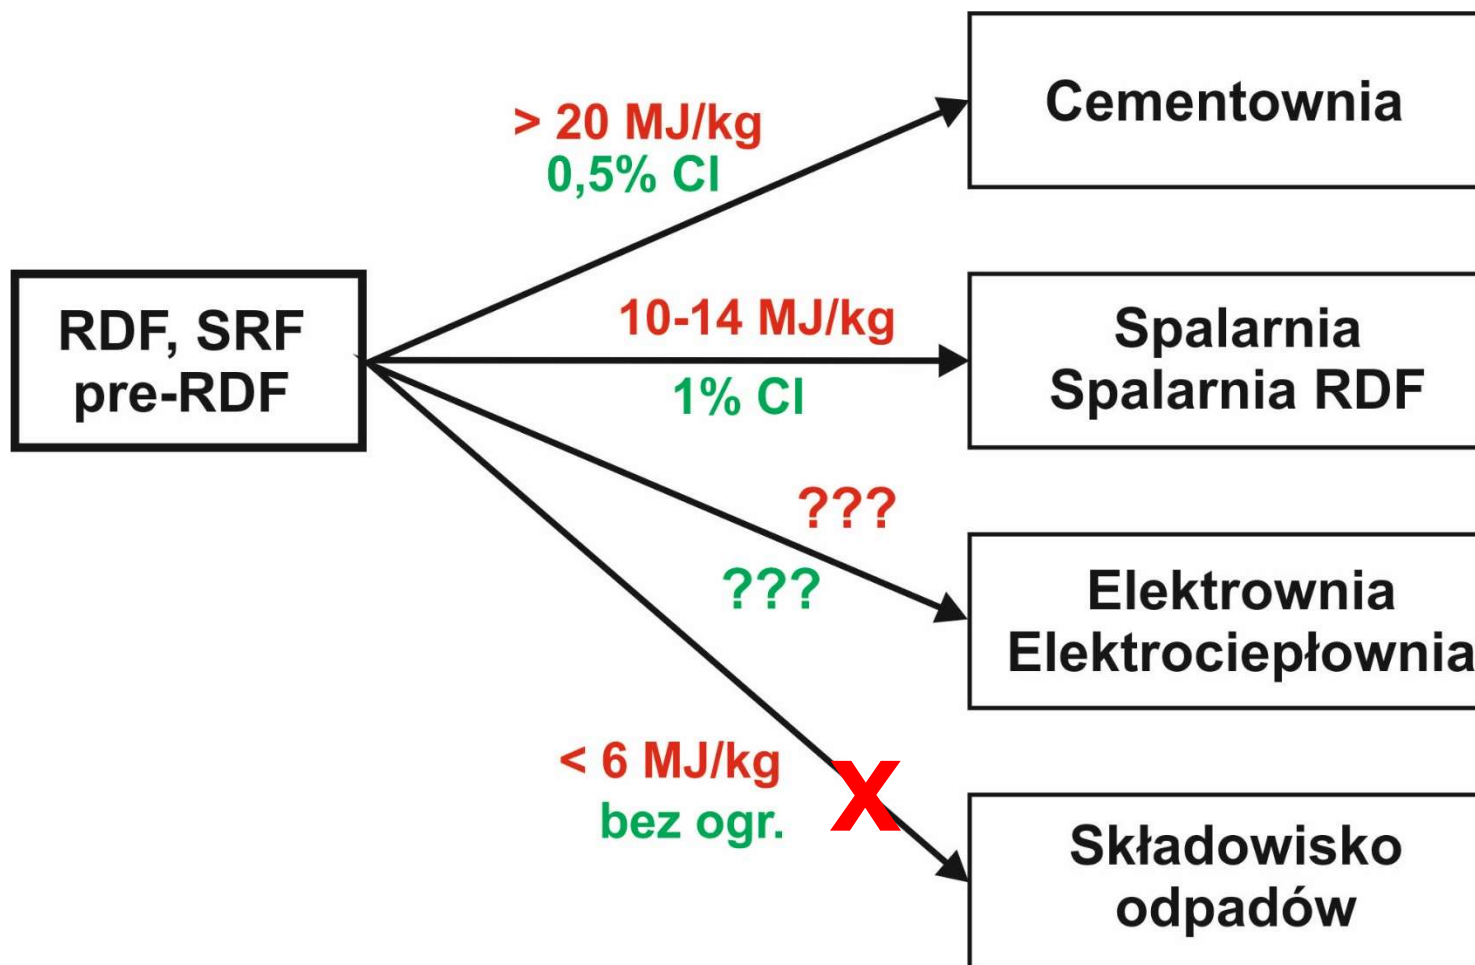 RDF, SRF
pre-RDF
> 20 MJ/kg
0,5% Cl
Cementownia
10-14 MJ/kg
1% Cl
Spalarnia
Spalarnia RDF
???
???
Elektrownia
Elektrociepłownia
< 6 MJ/kg
bez ogr.
X
Składowisko
odpadów